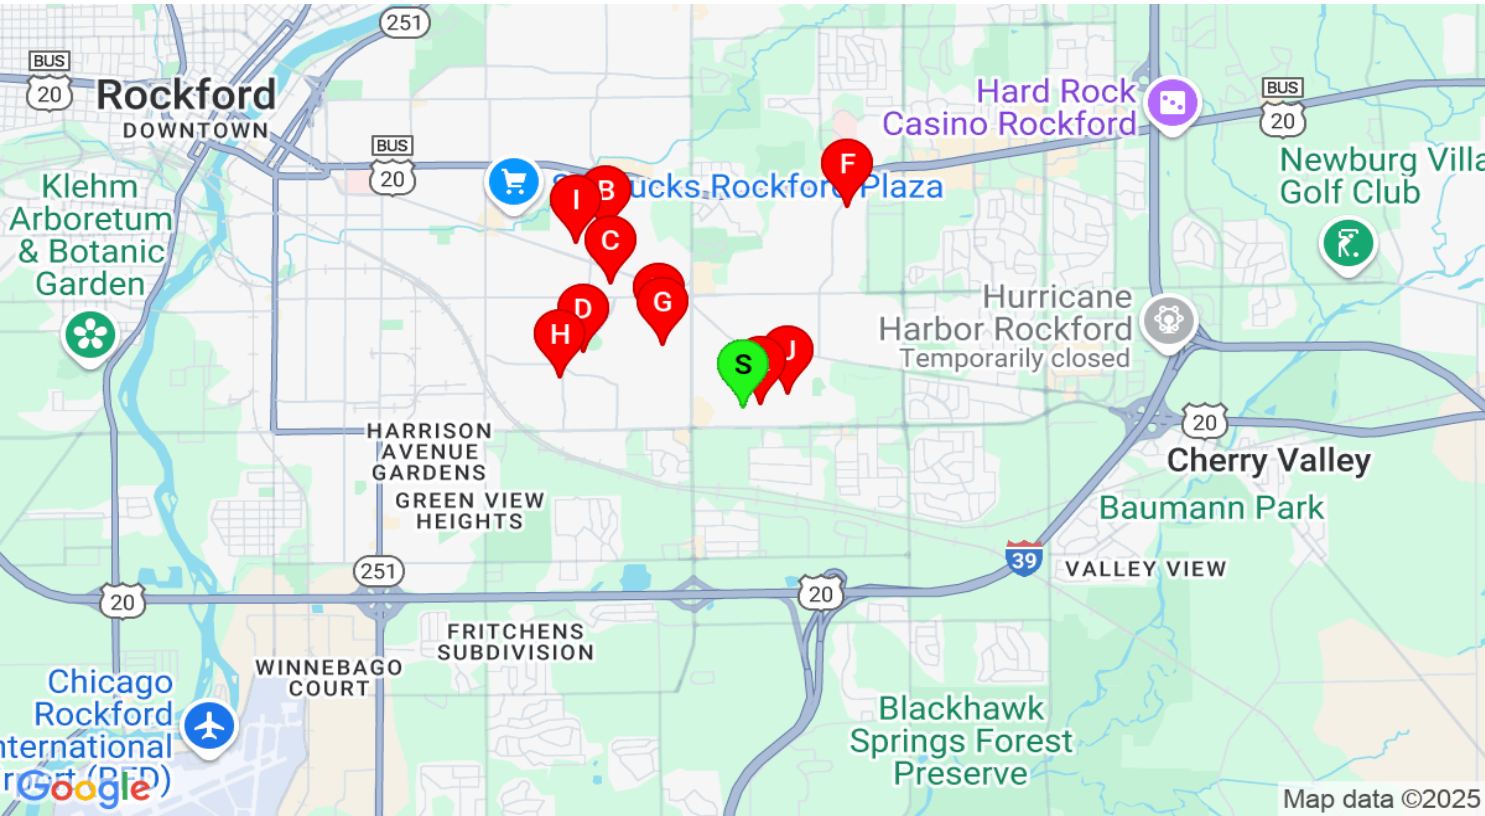 251
BUS
20
Rockford
DOWNTOWN
BUS
20
Hard Rock
Casino Rockford
BUS
20
Klehm
Arboretum
& Botanic
Garden
F
B
I
Rockford Plaza
Newburg Villa
Golf Club
C
G
D
H
S
J
Hurricane
Harbor Rockford
Temporarily closed
20
HARRISON
AVENUE
GARDENS
Cherry Valley
GREEN VIEW
HEIGHTS
Baumann Park
39
VALLEY VIEW
251
20
20
FRITCHENS
SUBDIVISION
WINNEBAGO
COURT
Chicago
Rockford
nternational
Blackhawk
Springs Forest
Preserve
Google
Map data ©2025